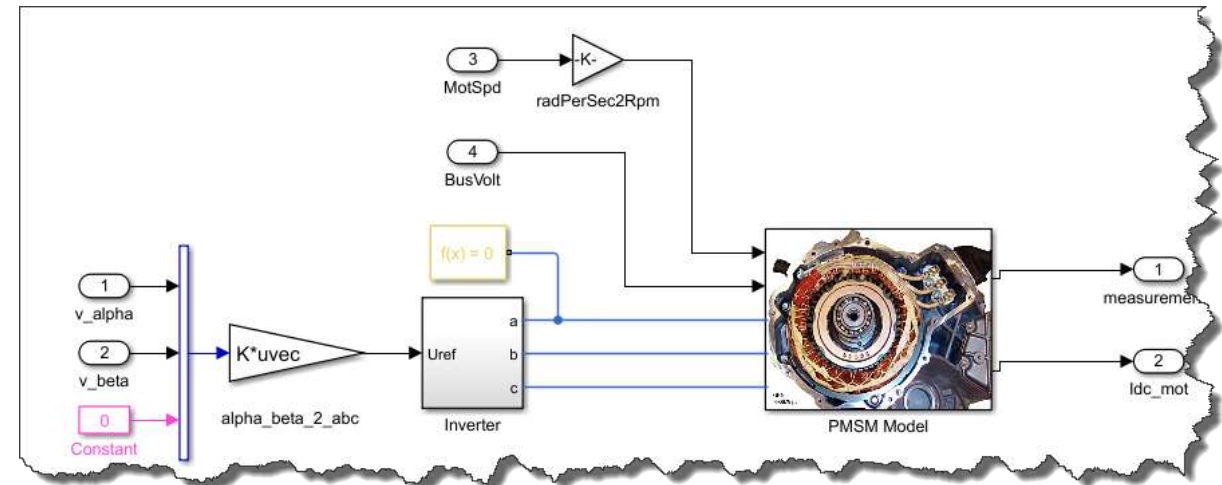 3
MotSpd
-K-
radPerSec2Rpm
4
BusVolt
f(x) = 0
1
v_alpha
2
v_beta
0
Constant
K*uvec
alpha_beta_2_abc
Uref
a
b
c
Inverter
PMSM Model
1
measuremen
2
Idc_mot